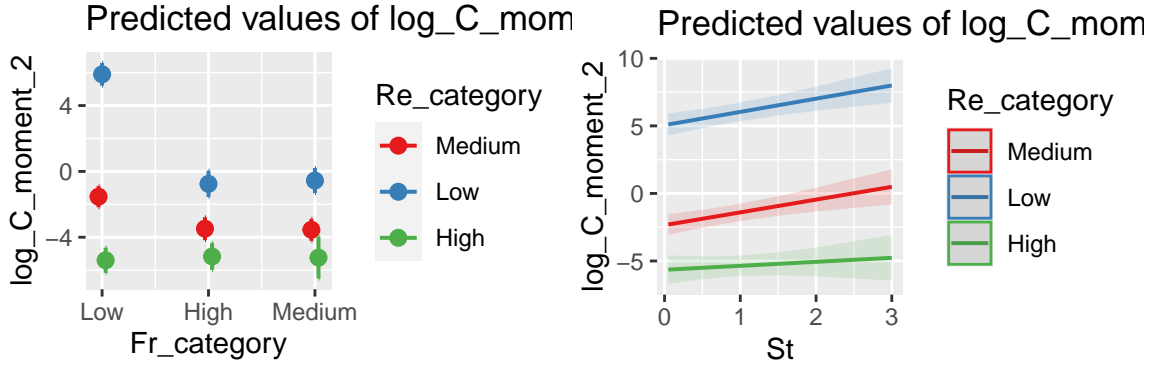 Predicted values of log_C_mom
log_C_moment_2
4
0
−4
Low
High
Medium
Fr_category
Re_category
Medium
Low
High
Predicted values of log_C_mom
log_C_moment_2
10
5
0
−5
0
1
2
3
St
Re_category
Medium
Low
High